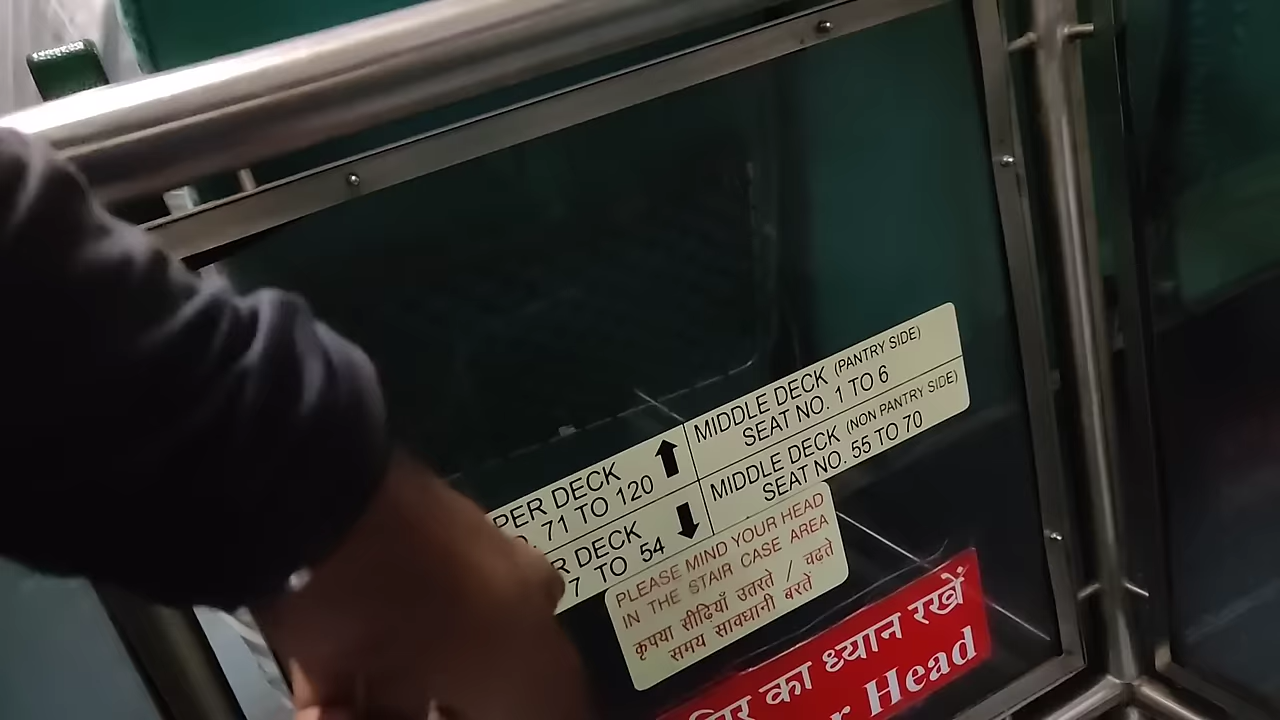 PER DECK
71 TO 120
R DECK
7 TO 54
MIDDLE DECK (PANTRY SIDE)
SEAT NO. 1 TO 6
MIDDLE DECK (NON PANTRY SIDE)
SEAT NO. 55 TO 70
PLEASE MIND YOUR HEAD
IN THE STAIR CASE AREA
कृपया सीढ़ियाँ उतरते / चढते
समय सावधानी बरतें
का ध्यान रखें
Head